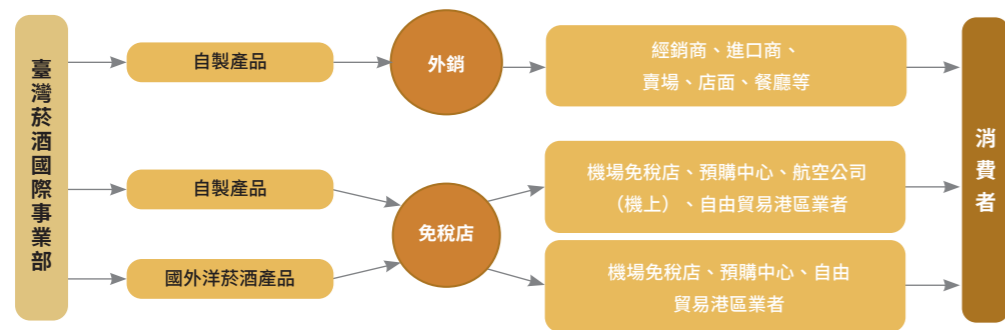 臺灣菸酒國際事業部
自製產品
外銷
經銷商、進口商、
賣場、店面、餐廳等
自製產品
國外洋菸酒產品
免稅店
機場免稅店、預購中心、航空公司
（機上）、自由貿易港區業者
機場免稅店、預購中心、自由
貿易港區業者
消費者